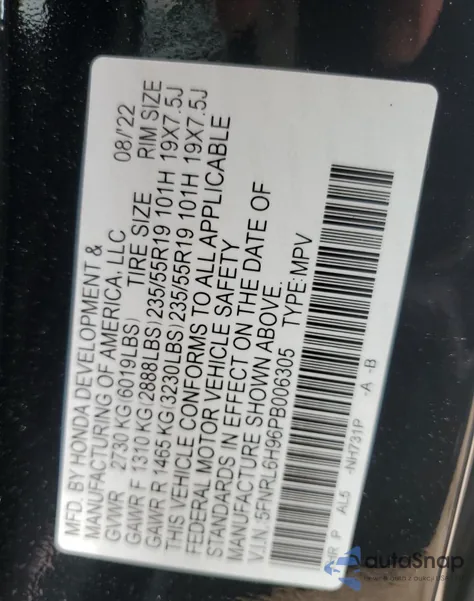 MFD. BY HONDA DEVELOPMENT &
MANUFACTURING OF AMERICA, LLC 08/'22
GVWR 2730 KG(6019LBS) TIRE SIZE RIM SIZE
GAWR F 1310 KG(2888LBS)235/55R19 101H 19X7.5J
GAWR R 1465 KG(3230LBS)235/55R19 101H 19X7.5J
THIS VEHICLE CONFORMS TO ALL APPLICABLE
FEDERAL MOTOR VEHICLE SAFETY
STANDARDS IN EFFECT ON THE DATE OF
MANUFACTURE SHOWN ABOVE.
V.I.N. 5FNRL6H96PB006305 TYPE:MPV
P AL5 -NH731P -A -B
autoSnap